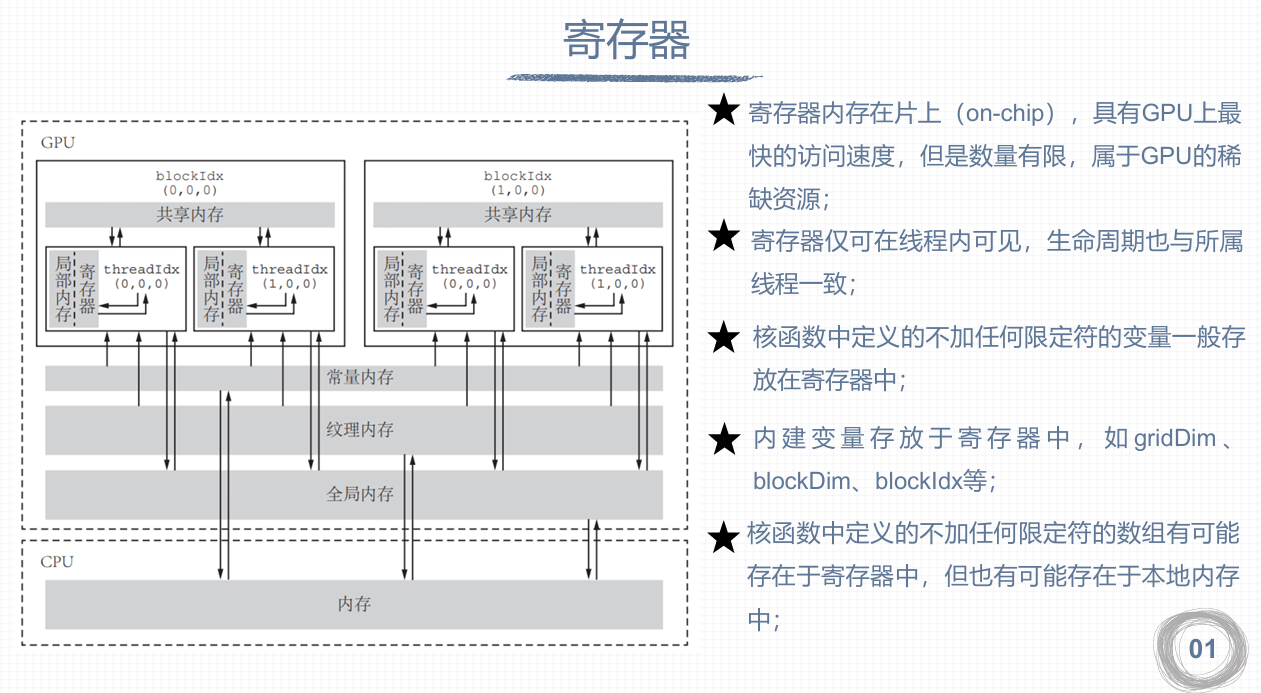 寄存器
GPU
blockIdx
(0,0,0)
共享内存
局部内存
寄存器
threadIdx
(0,0,0)
局部内存
寄存器
threadIdx
(1,0,0)
blockIdx
(1,0,0)
共享内存
局部内存
寄存器
threadIdx
(0,0,0)
局部内存
寄存器
threadIdx
(1,0,0)
常量内存
纹理内存
全局内存
CPU
内存
寄存器内存在片上（on-chip），具有GPU上最
快的访问速度，但是数量有限，属于GPU的稀
缺资源；
寄存器仅可在线程内可见，生命周期也与所属
线程一致；
核函数中定义的不加任何限定符的变量一般存
放在寄存器中；
内建变量存放于寄存器中，如gridDim、
blockDim、blockIdx等；
核函数中定义的不加任何限定符的数组有可能
存在于寄存器中，但也有可能存在于本地内存
中；
01